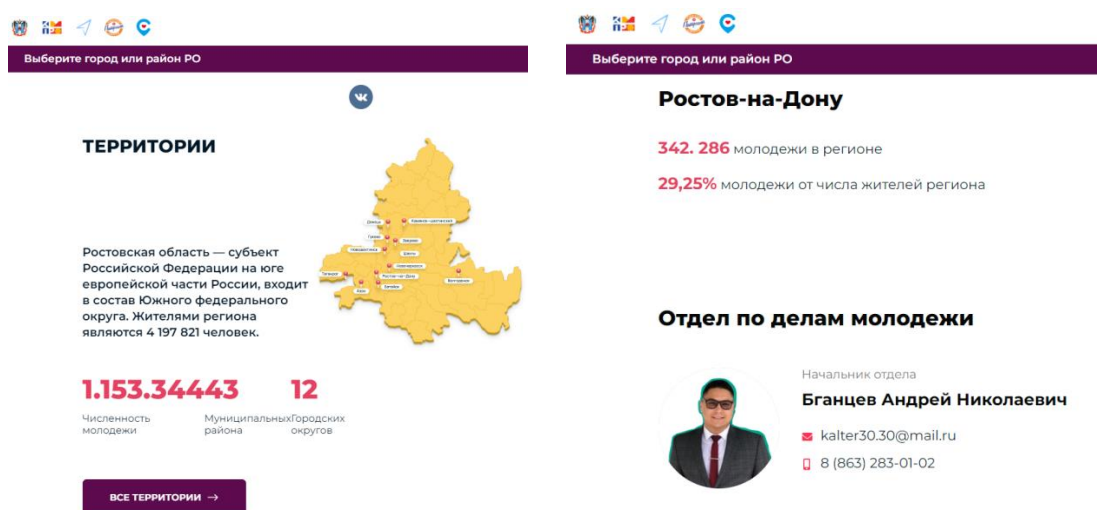 Выберите город или район РО
ТЕРРИТОРИИ
Ростовская область — субъект
Российской Федерации на юге
европейской части России, входит
в состав Южного федерального
округа. Жителями региона
являются 4 197 821 человек.
Ростов-на-Дону
1.153.34443 12
Численность молодежи
Муниципальных района
Городских округов
ВСЕ ТЕРРИТОРИИ →
Выберите город или район РО
Ростов-на-Дону
342. 286 молодежи в регионе
29,25% молодежи от числа жителей региона
Отдел по делам молодежи
Начальник отдела
Бганцев Андрей Николаевич
kalter30.30@mail.ru
8 (863) 283-01-02